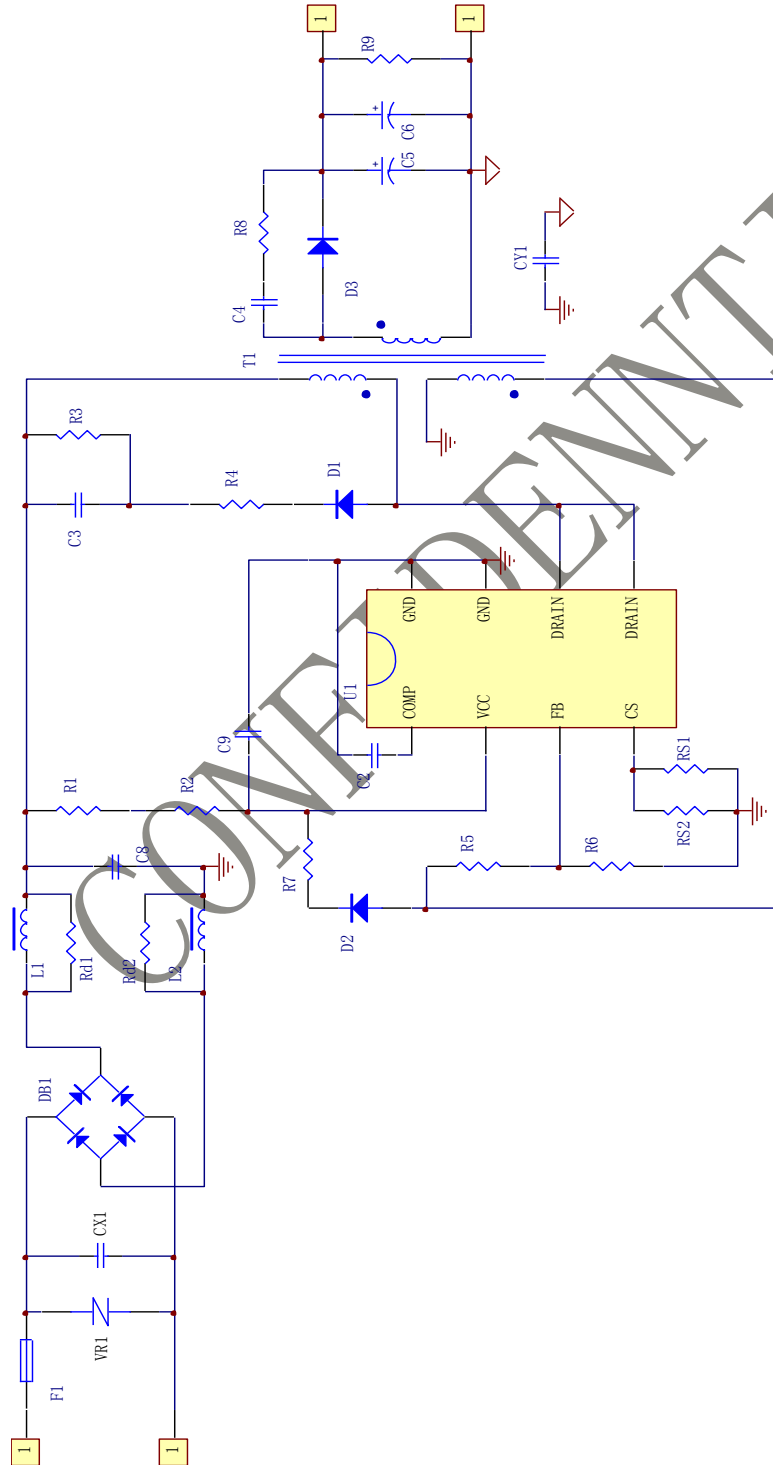 1
1
R9
C6
C5
R8
D3
C4
CY1
T1
R3
R4
D1
C3
GND
GND
DRAIN
DRAIN
U1
COMP
VCC
FB
CS
C9
C2
R1
R2
RS1
RS2
R5
R6
R7
C8
D2
L1
Rd1
Rd2
L2
DB1
CX1
VR1
F1
1
1